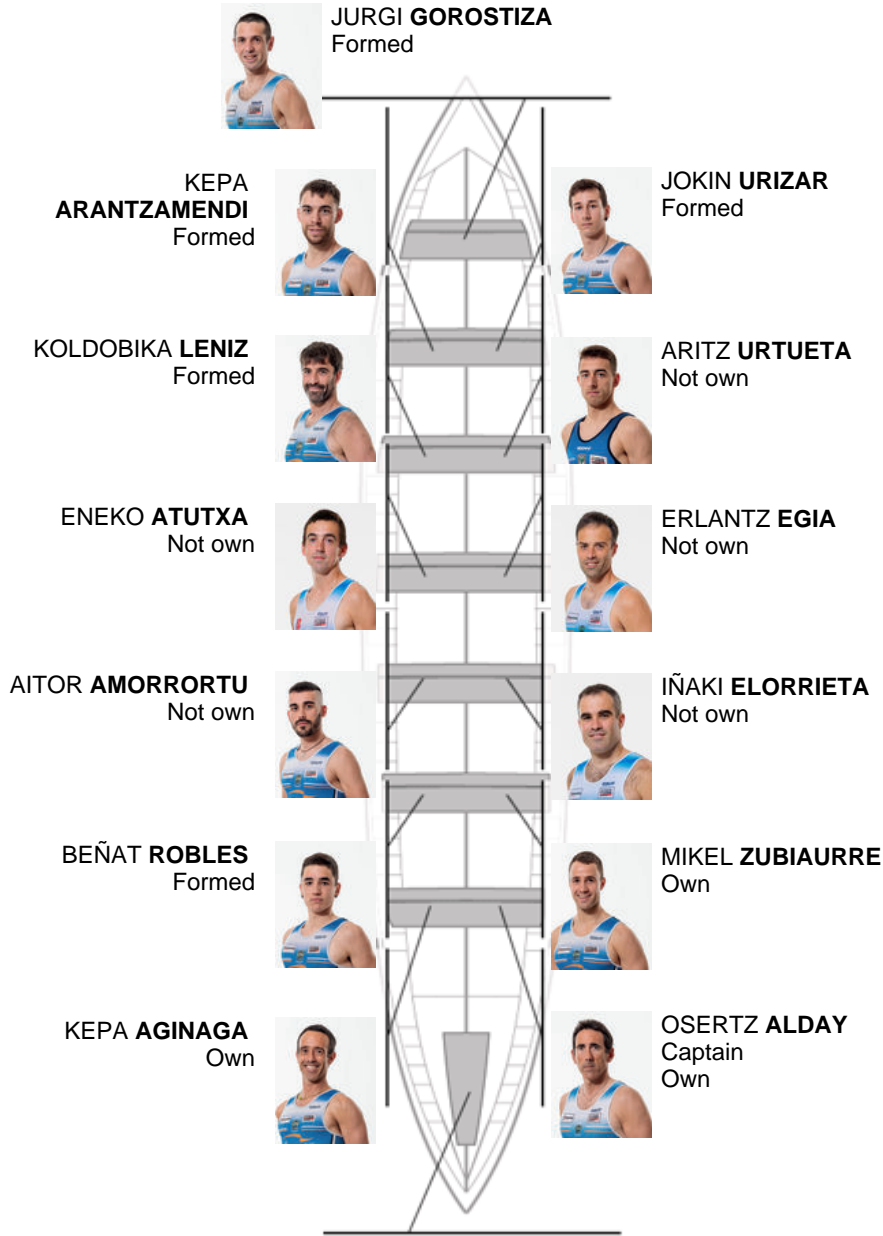 JURGI GOROSTIZA
Formed
KEPA
ARANTZAMENDI
Formed
JOKIN URIZAR
Formed
KOLDOBIKA LENIZ
Formed
ARITZ URTUETA
Not own
ENEKO ATUTXA
Not own
ERLANTZ EGIA
Not own
AITOR AMORRORTU
Not own
IÑAKI ELORRIETA
Not own
BEÑAT ROBLES
Formed
MIKEL ZUBIAURRE
Own
KEPA AGINAGA
Own
OSERTZ ALDAY
Captain
Own